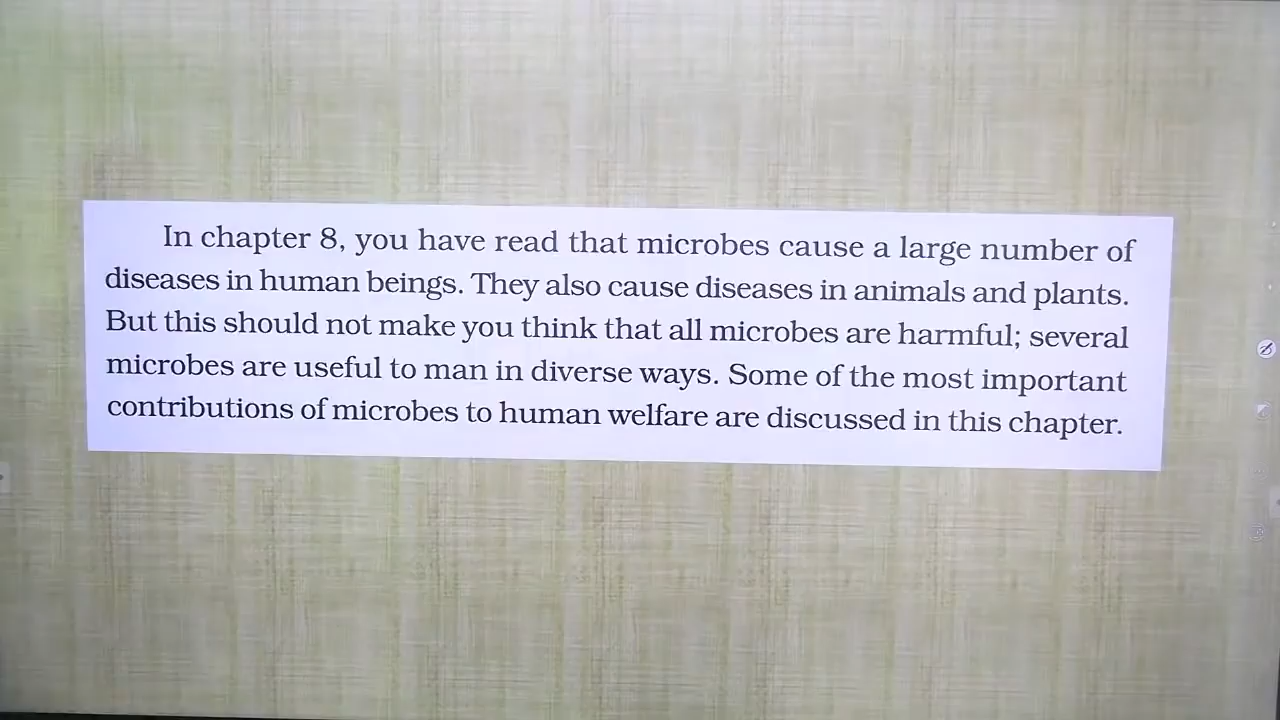 In chapter 8, you have read that microbes cause a large number of
diseases in human beings. They also cause diseases in animals and plants.
But this should not make you think that all microbes are harmful; several
microbes are useful to man in diverse ways. Some of the most important
contributions of microbes to human welfare are discussed in this chapter.